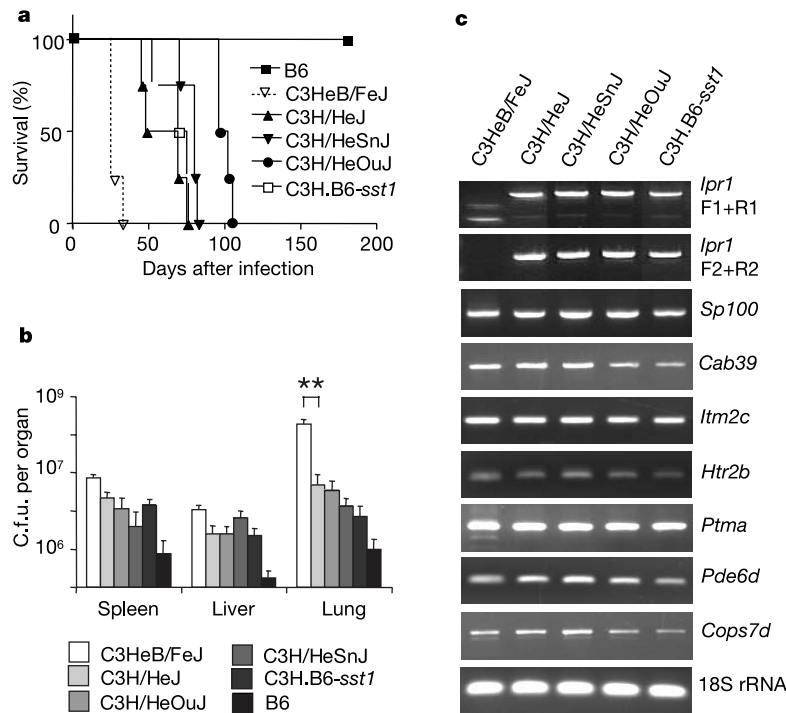 a
Survival (%)
100
50
0
0 50 100 150 200
Days after infection
B6
C3HeB/FeJ
C3H/HeJ
C3H/HeSnJ
C3H/HeOuJ
C3H.B6-sst1
b
C.f.u. per organ
10⁹
10⁷
10⁶
**
Spleen Liver Lung
C3HeB/FeJ
C3H/HeJ
C3H/HeOuJ
C3H/HeSnJ
C3H.B6-sst1
B6
c
C3HeB/FeJ
C3H/HeJ
C3H/HeSnJ
C3H/HeOuJ
C3H.B6-sst1
Ipr1
F1+R1
Ipr1
F2+R2
Sp100
Cab39
Itm2c
Htr2b
Ptma
Pde6d
Cops7d
18S rRNA